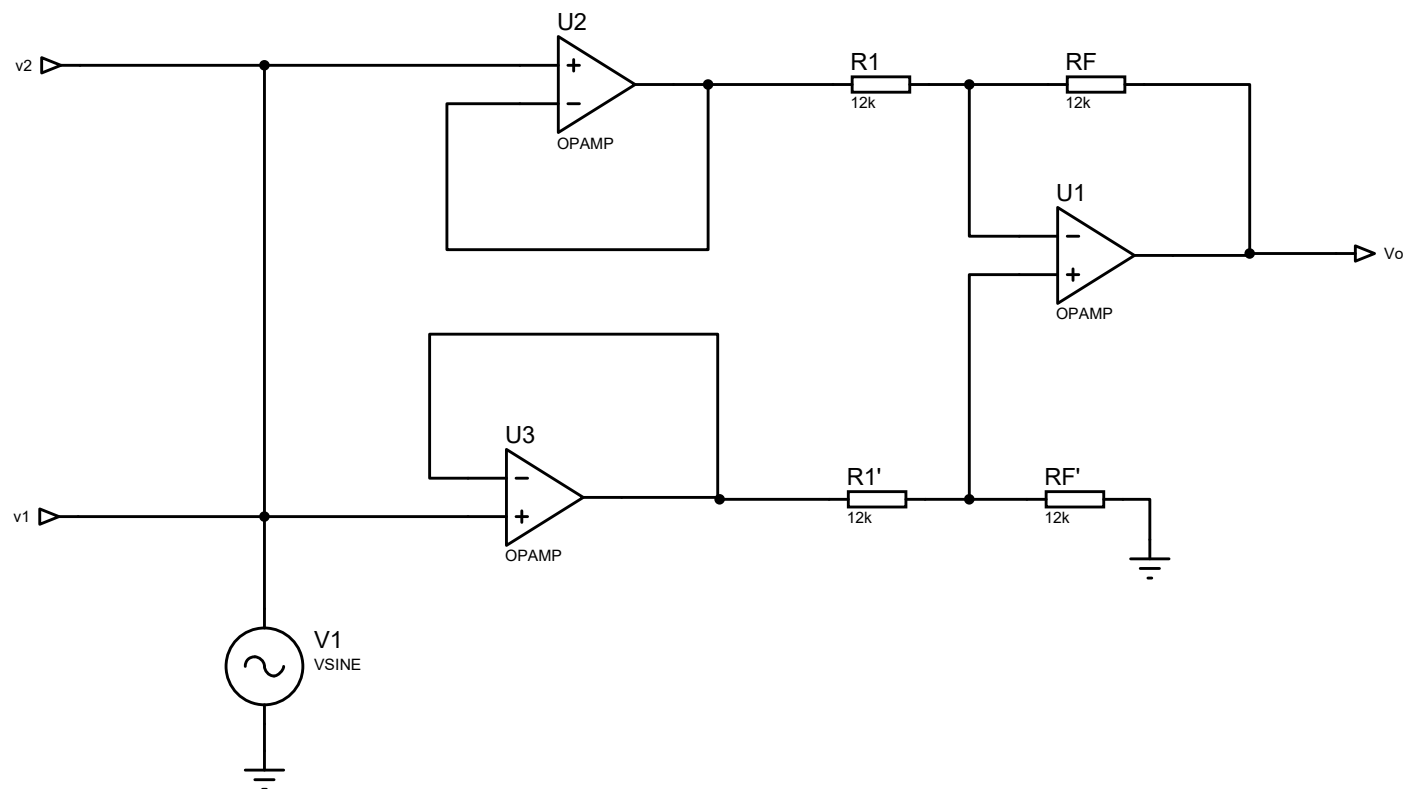 U2
v2
+
−
OPAMP
R1
12k
RF
12k
U1
−
+
OPAMP
Vo
U3
−
+
OPAMP
v1
R1'
12k
RF'
12k
V1
VSINE